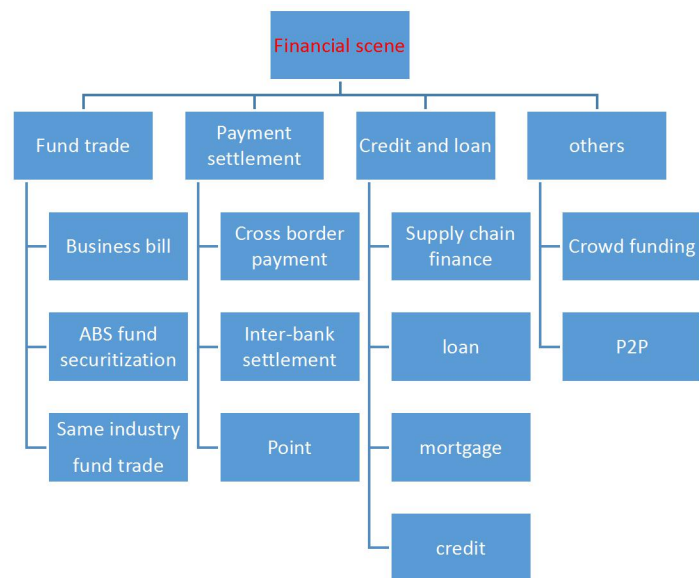 Financial scene
Fund trade
Payment
settlement
Credit and loan
others
Business bill
Cross border
payment
Supply chain
finance
Crowd funding
ABS fund
securitization
Inter-bank
settlement
loan
P2P
Same industry
fund trade
Point
mortgage
credit